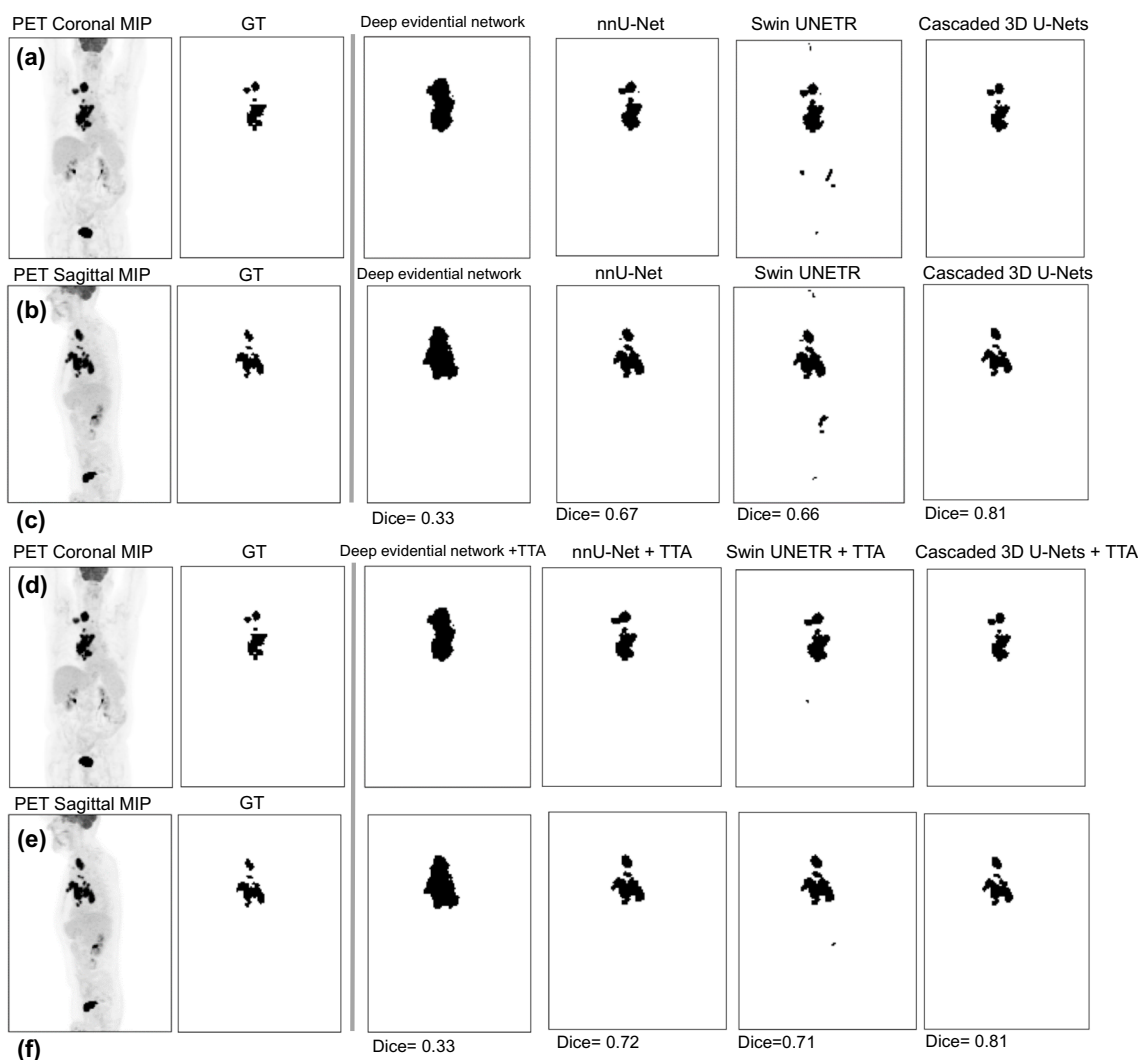 PET Coronal MIP GT Deep evidential network nnU-Net Swin UNETR Cascaded 3D U-Nets
(a)
PET Sagittal MIP GT Deep evidential network nnU-Net Swin UNETR Cascaded 3D U-Nets
(b)
(c) Dice= 0.33 Dice= 0.67 Dice= 0.66 Dice= 0.81
PET Coronal MIP GT Deep evidential network +TTA nnU-Net + TTA Swin UNETR + TTA Cascaded 3D U-Nets + TTA
(d)
PET Sagittal MIP GT
(e)
(f) Dice= 0.33 Dice= 0.72 Dice=0.71 Dice= 0.81